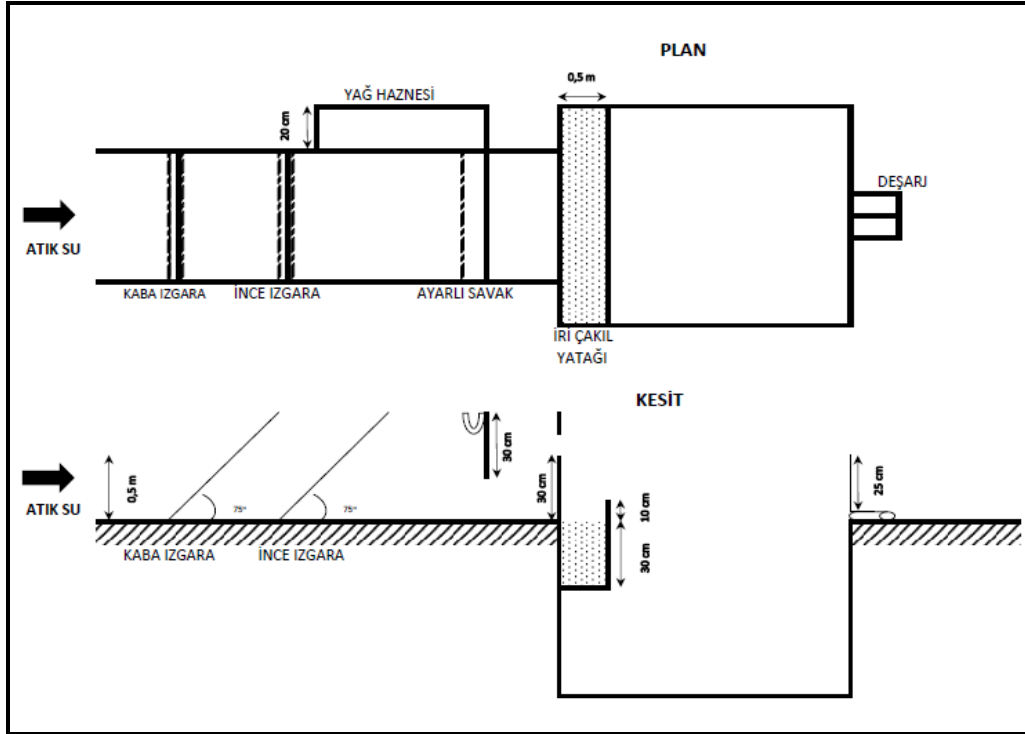 PLAN
0,5 m
YAĞ HAZNESİ
20 cm
DEŞARJ
ATIK SU
KABA IZGARA
İNCE IZGARA
AYARLI SAVAK
İRİ ÇAKIL
YATAĞI
KESİT
0,5 m
75°
75°
30 cm
30 cm
10 cm
30 cm
25 cm
ATIK SU
KABA IZGARA
İNCE IZGARA